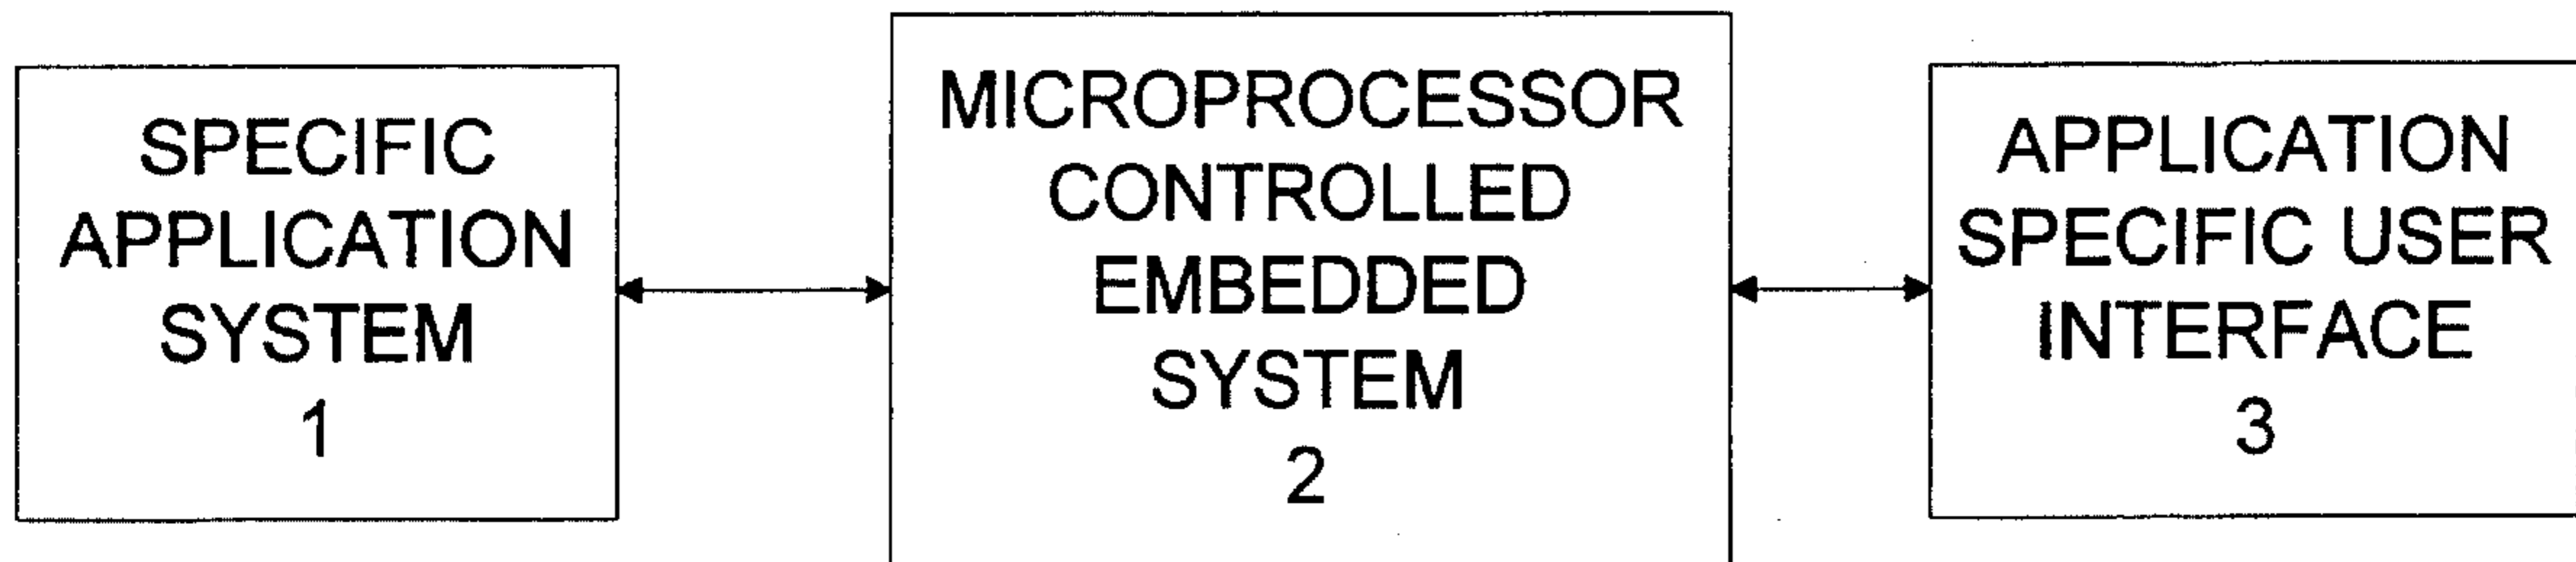 SPECIFIC
APPLICATION
SYSTEM
1
MICROPROCESSOR
CONTROLLED
EMBEDDED
SYSTEM
2
APPLICATION
SPECIFIC USER
INTERFACE
3